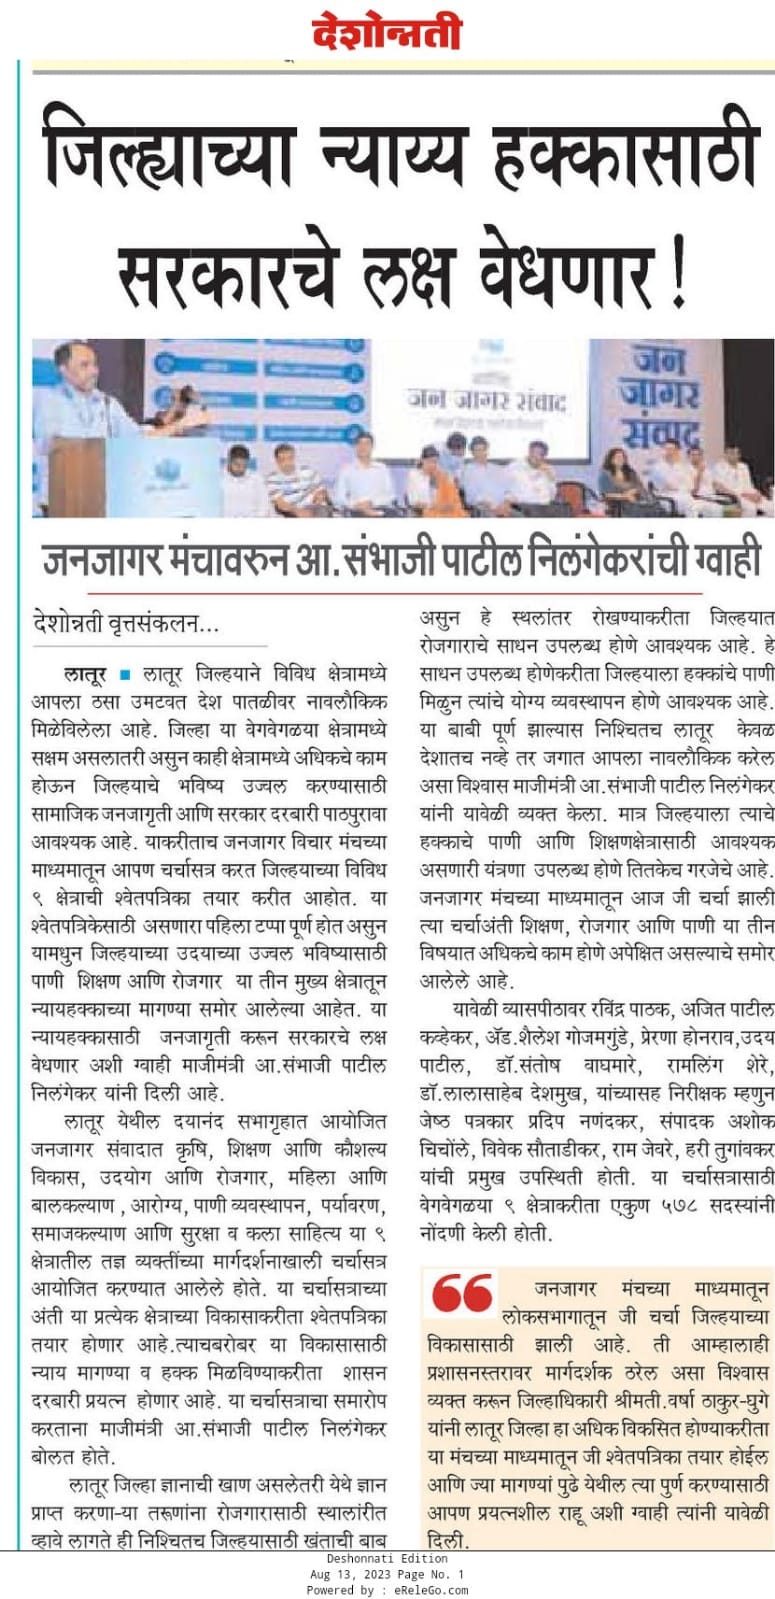 देशोन्नती
जिल्ह्याच्या न्याय्य हक्कासाठी
सरकारचे लक्ष वेधणार!
जन जागर संवाद
जन
जागर
संवाद
जनजागर मंचावरुन आ.संभाजी पाटील निलंगेकरांची ग्वाही
देशोन्नती वृत्तसंकलन...
लातूर ■ लातूर जिल्हयाने विविध क्षेत्रामध्ये
आपला ठसा उमटवत देश पातळीवर नावलौकिक
मिळेविलेला आहे. जिल्हा या वेगवेगळया क्षेत्रामध्ये
सक्षम असलातरी असुन काही क्षेत्रामध्ये अधिकचे काम
होऊन जिल्हयाचे भविष्य उज्वल करण्यासाठी
सामाजिक जनजागृती आणि सरकार दरबारी पाठपुरावा
आवश्यक आहे. याकरीताच जनजागर विचार मंचच्या
माध्यमातून आपण चर्चासत्र करत जिल्हयाच्या विविध
९ क्षेत्राची श्वेतपत्रिका तयार करीत आहोत. या
श्वेतपत्रिकेसाठी असणारा पहिला टप्पा पूर्ण होत असुन
यामधुन जिल्हयाच्या उदयाच्या उज्वल भविष्यासाठी
पाणी शिक्षण आणि रोजगार या तीन मुख्य क्षेत्रातून
न्यायहक्काच्या मागण्या समोर आलेल्या आहेत. या
न्यायहक्कासाठी जनजागृती करून सरकारचे लक्ष
वेधणार अशी ग्वाही माजीमंत्री आ.संभाजी पाटील
निलंगेकर यांनी दिली आहे.
लातूर येथील दयानंद सभागृहात आयोजित
जनजागर संवादात कृषि, शिक्षण आणि कौशल्य
विकास, उदयोग आणि रोजगार, महिला आणि
बालकल्याण , आरोग्य, पाणी व्यवस्थापन, पर्यावरण,
समाजकल्याण आणि सुरक्षा व कला साहित्य या ९
क्षेत्रातील तज्ञ व्यक्तींच्या मार्गदर्शनाखाली चर्चासत्र
आयोजित करण्यात आलेले होते. या चर्चासत्राच्या
अंती या प्रत्येक क्षेत्राच्या विकासाकरीता श्वेतपत्रिका
तयार होणार आहे.त्याचबरोबर या विकासासाठी
न्याय मागण्या व हक्क मिळविण्याकरीता शासन
दरबारी प्रयत्न होणार आहे. या चर्चासत्राचा समारोप
करताना माजीमंत्री आ.संभाजी पाटील निलंगेकर
बोलत होते.
लातूर जिल्हा ज्ञानाची खाण असलेतरी येथे ज्ञान
प्राप्त करणा-या तरूणांना रोजगारासाठी स्थालांरीत
व्हावे लागते ही निश्चितच जिल्हयासाठी खंताची बाब
असुन हे स्थलांतर रोखण्याकरीता जिल्हयात
रोजगाराचे साधन उपलब्ध होणे आवश्यक आहे. हे
साधन उपलब्ध होणेकरीता जिल्हयाला हक्कांचे पाणी
मिळुन त्यांचे योग्य व्यवस्थापन होणे आवश्यक आहे.
या बाबी पूर्ण झाल्यास निश्चितच लातूर केवळ
देशातच नव्हे तर जगात आपला नावलौकिक करेल
असा विश्वास माजीमंत्री आ.संभाजी पाटील निलंगेकर
यांनी यावेळी व्यक्त केला. मात्र जिल्हयाला त्याचे
हक्काचे पाणी आणि शिक्षणक्षेत्रासाठी आवश्यक
असणारी यंत्रणा उपलब्ध होणे तितकेच गरजेचे आहे.
जनजागर मंचच्या माध्यमातून आज जी चर्चा झाली
त्या चर्चाअंती शिक्षण, रोजगार आणि पाणी या तीन
विषयात अधिकचे काम होणे अपेक्षित असल्याचे समोर
आलेले आहे.
यावेळी व्यासपीठावर रविंद्र पाठक, अजित पाटील
कव्हेकर, ॲड.शैलेश गोजमगुंडे, प्रेरणा होनराव,उदय
पाटील, डॉ.संतोष वाघमारे, रामलिंग शेरे,
डॉ.लालासाहेब देशमुख, यांच्यासह निरीक्षक म्हणुन
जेष्ठ पत्रकार प्रदिप नणंदकर, संपादक अशोक
चिचोंले, विवेक सौताडीकर, राम जेवरे, हरी तुगांवकर
यांची प्रमुख उपस्थिती होती. या चर्चासत्रासाठी
वेगवेगळया ९ क्षेत्राकरीता एकुण ५७८ सदस्यांनी
नोंदणी केली होती.
जनजागर मंचच्या माध्यमातून
लोकसभागातून जी चर्चा जिल्हयाच्या
विकासासाठी झाली आहे. ती आम्हालाही
प्रशासनस्तरावर मार्गदर्शक ठरेल असा विश्वास
व्यक्त करून जिल्हाधिकारी श्रीमती.वर्षा ठाकुर-घुगे
यांनी लातूर जिल्हा हा अधिक विकसित होण्याकरीता
या मंचच्या माध्यमातून जी श्वेतपत्रिका तयार होईल
आणि ज्या मागण्यां पुढे येथील त्या पुर्ण करण्यासाठी
आपण प्रयत्नशील राहू अशी ग्वाही त्यांनी यावेळी
दिली.
Deshonnati Edition
Aug 13, 2023 Page No. 1
Powered by : eReleGo.com